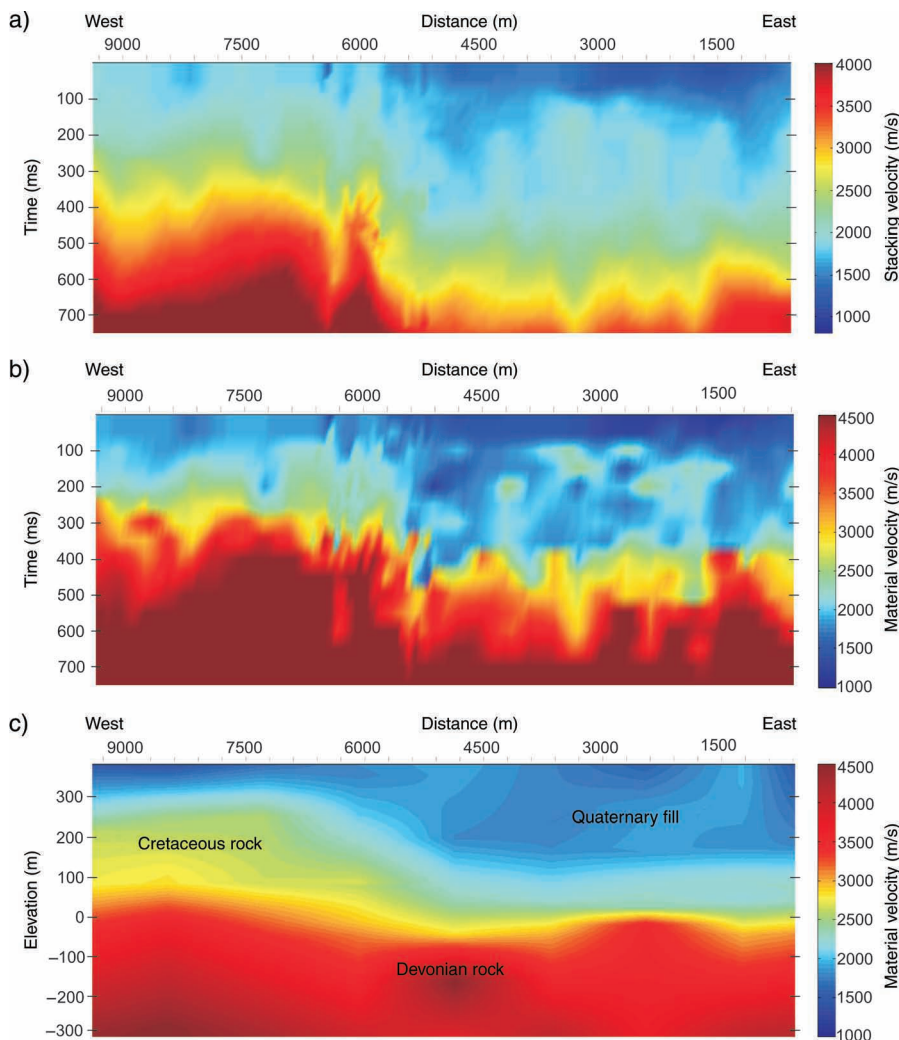 a)
West Distance (m) East
9000 7500 6000 4500 3000 1500
Time (ms)
100
200
300
400
500
600
700
4000
3500
3000
2500
2000
1500
1000
Stacking velocity (m/s)
b)
West Distance (m) East
9000 7500 6000 4500 3000 1500
Time (ms)
100
200
300
400
500
600
700
4500
4000
3500
3000
2500
2000
1500
1000
Material velocity (m/s)
c)
West Distance (m) East
9000 7500 6000 4500 3000 1500
Elevation (m)
300
200
100
0
–100
–200
–300
Quaternary fill
Cretaceous rock
Devonian rock
4500
4000
3500
3000
2500
2000
1500
1000
Material velocity (m/s)